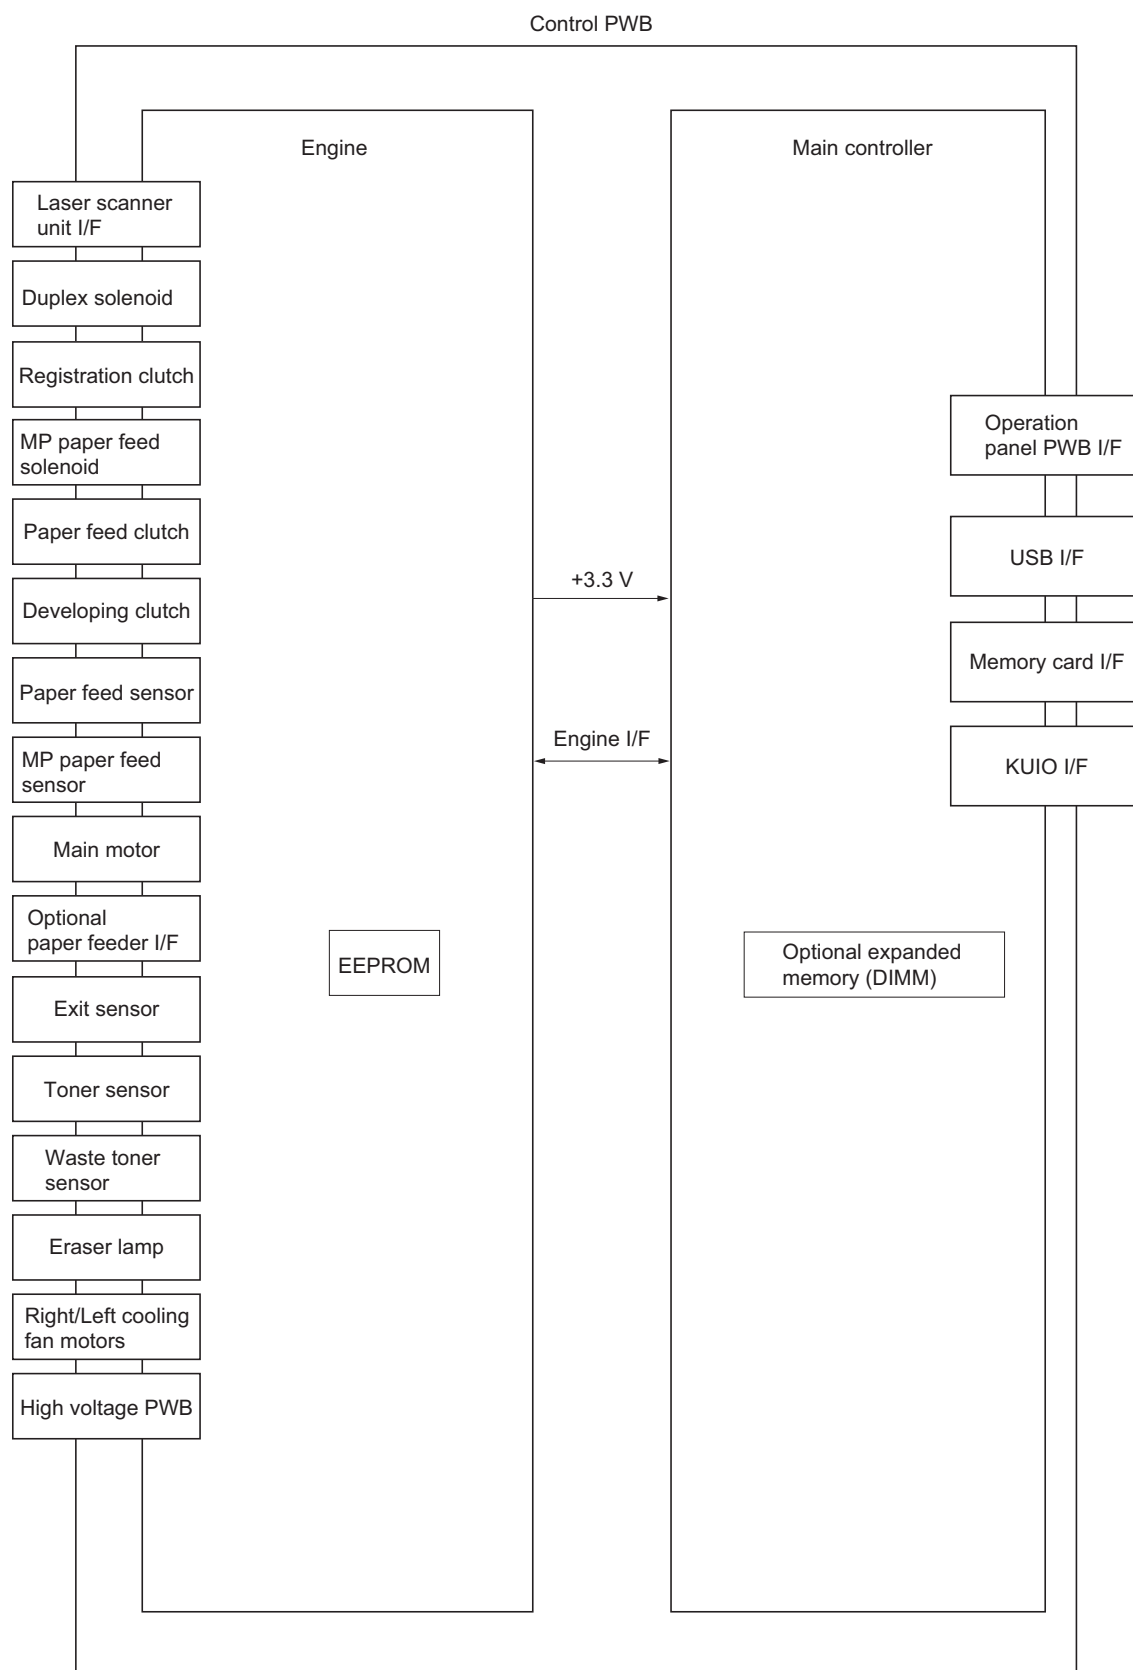 Control PWB
Engine
Main controller
Laser scanner
unit I/F
Duplex solenoid
Registration clutch
MP paper feed
solenoid
Paper feed clutch
Developing clutch
Paper feed sensor
MP paper feed
sensor
Main motor
Optional
paper feeder I/F
Exit sensor
Toner sensor
Waste toner
sensor
Eraser lamp
Right/Left cooling
fan motors
High voltage PWB
EEPROM
+3.3 V
Engine I/F
Optional expanded
memory (DIMM)
Operation
panel PWB I/F
USB I/F
Memory card I/F
KUIO I/F